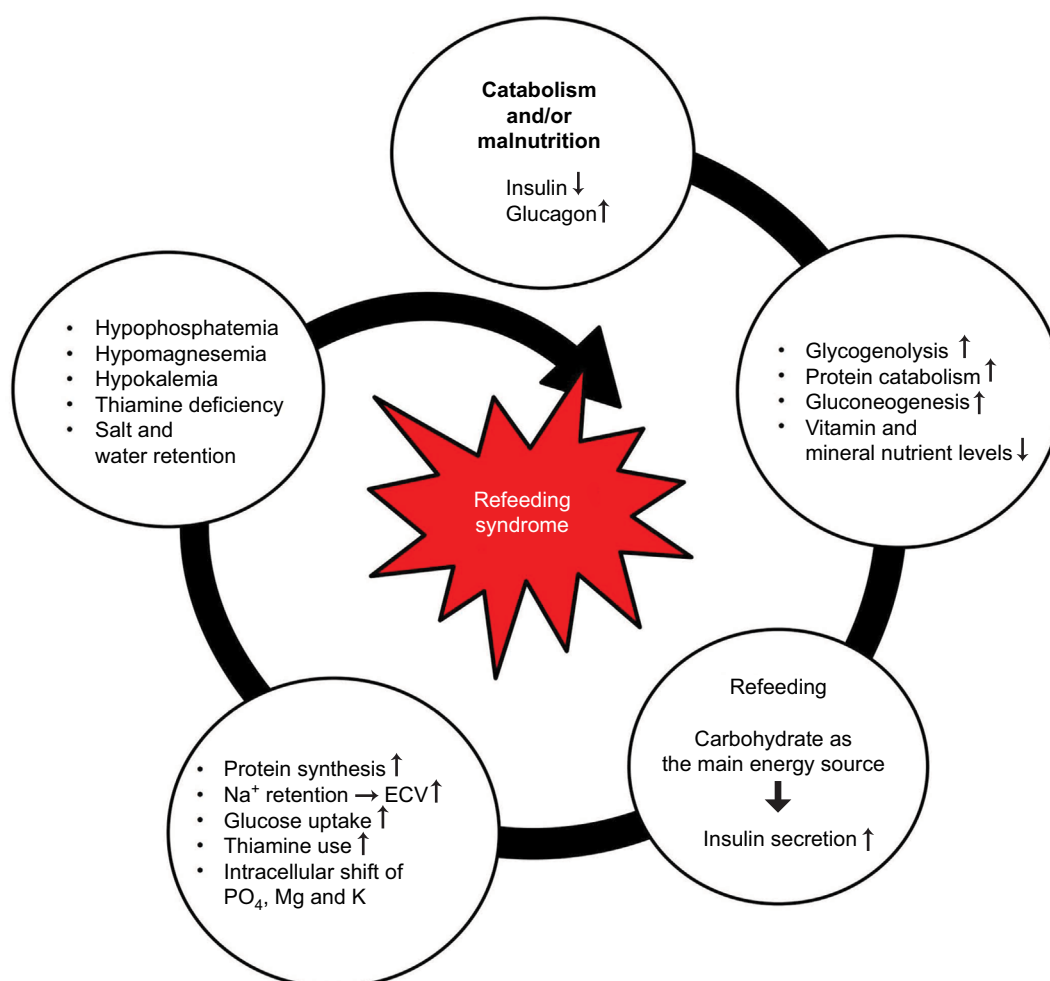 Catabolism
and/or
malnutrition
Insulin ↓
Glucagon ↑
• Glycogenolysis ↑
• Protein catabolism ↑
• Gluconeogenesis ↑
• Vitamin and
mineral nutrient levels ↓
Refeeding
Carbohydrate as
the main energy source
Insulin secretion ↑
• Protein synthesis ↑
• Na⁺ retention → ECV ↑
• Glucose uptake ↑
• Thiamine use ↑
• Intracellular shift of
PO₄, Mg and K
• Hypophosphatemia
• Hypomagnesemia
• Hypokalemia
• Thiamine deficiency
• Salt and
water retention
Refeeding
syndrome